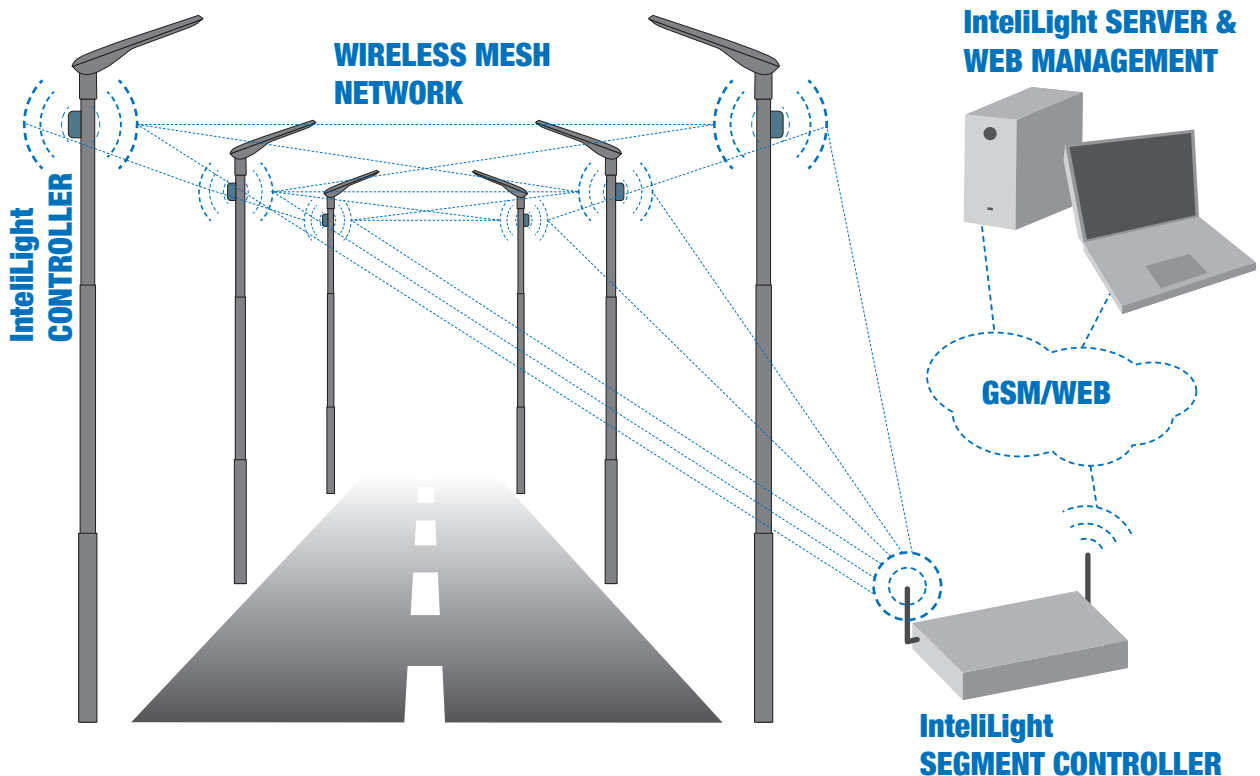 WIRELESS MESH
NETWORK
InteliLight SERVER &
WEB MANAGEMENT
InteliLight
CONTROLLER
GSM/WEB
InteliLight
SEGMENT CONTROLLER